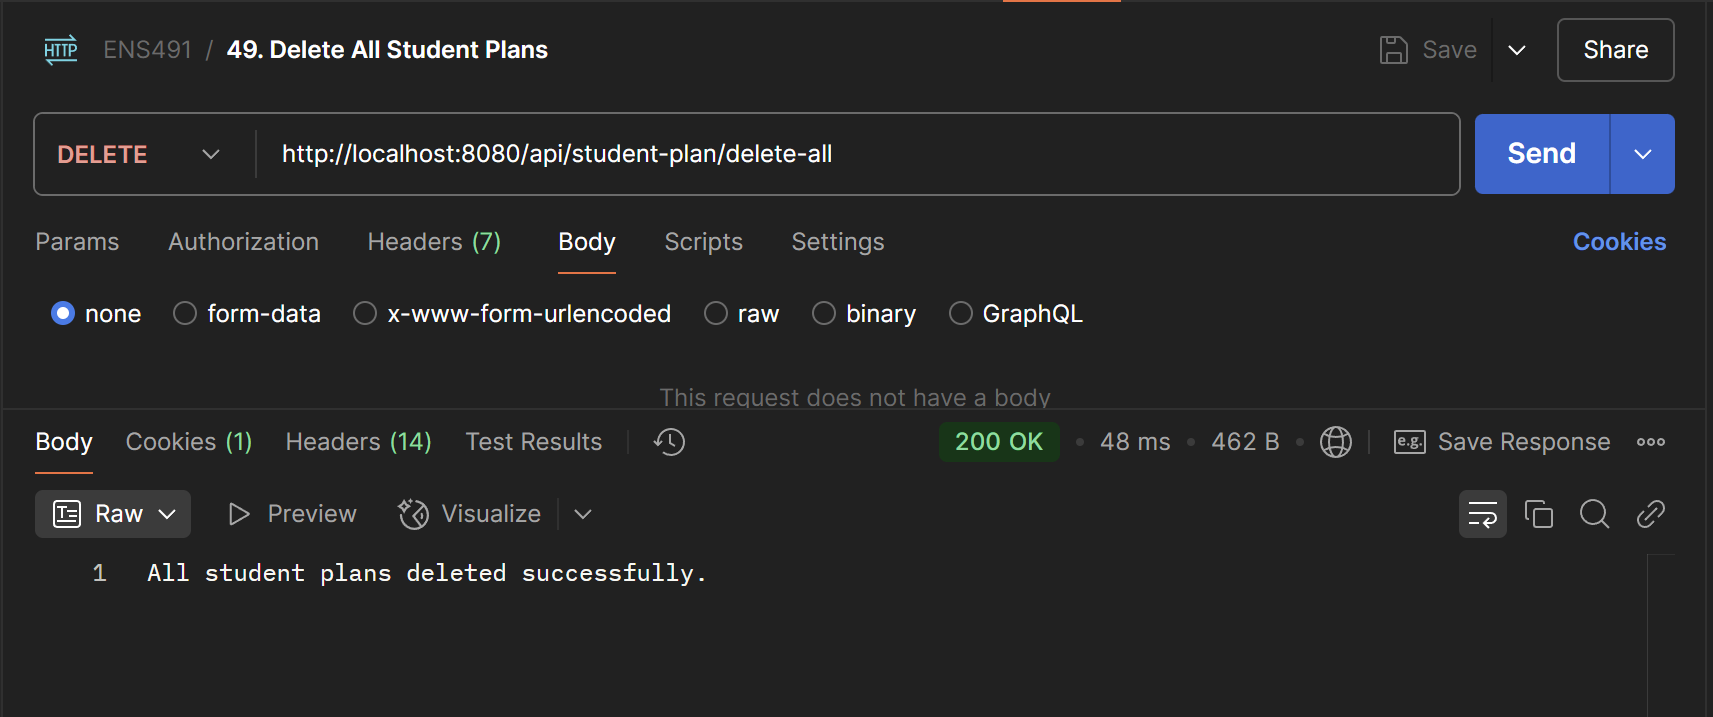 HTTP ENS491 / 49. Delete All Student Plans Save Share
DELETE http://localhost:8080/api/student-plan/delete-all Send
Params Authorization Headers (7) Body Scripts Settings Cookies
none form-data x-www-form-urlencoded raw binary GraphQL
This request does not have a body
Body Cookies (1) Headers (14) Test Results 200 OK • 48 ms • 462 B • e.g. Save Response
Raw Preview Visualize
1 All student plans deleted successfully.